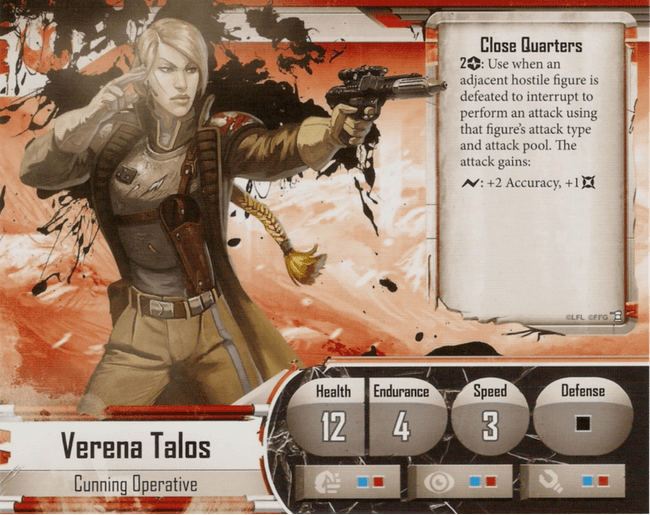 Close Quarters
2: Use when an
adjacent hostile figure is
defeated to interrupt to
perform an attack using
that figure's attack type
and attack pool. The
attack gains:
: +2 Accuracy, +1
©LFL ©FFG
Health
Endurance
Speed
Defense
12
4
3
Verena Talos
Cunning Operative